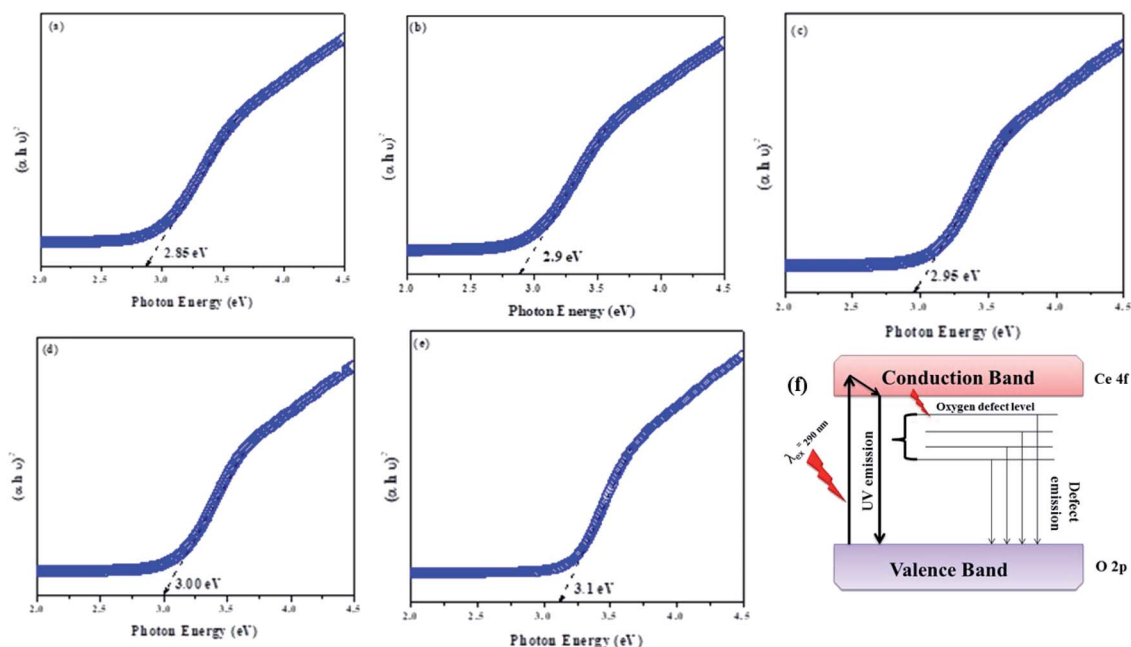 (a)
(α h υ)²
2.85 eV
2.0 2.5 3.0 3.5 4.0 4.5
Photon Energy (eV)
(b)
(α h υ)²
2.9 eV
2.0 2.5 3.0 3.5 4.0 4.5
Photon Energy (eV)
(c)
(α h υ)²
2.95 eV
2.0 2.5 3.0 3.5 4.0 4.5
Photon Energy (eV)
(d)
(α h υ)²
3.00 eV
2.0 2.5 3.0 3.5 4.0 4.5
Photon Energy (eV)
(e)
(α h υ)²
3.1 eV
2.0 2.5 3.0 3.5 4.0 4.5
Photon Energy (eV)
(f)
Conduction Band
Ce 4f
Oxygen defect level
λex = 290 nm
UV emission
Defect
emission
Valence Band
O 2p